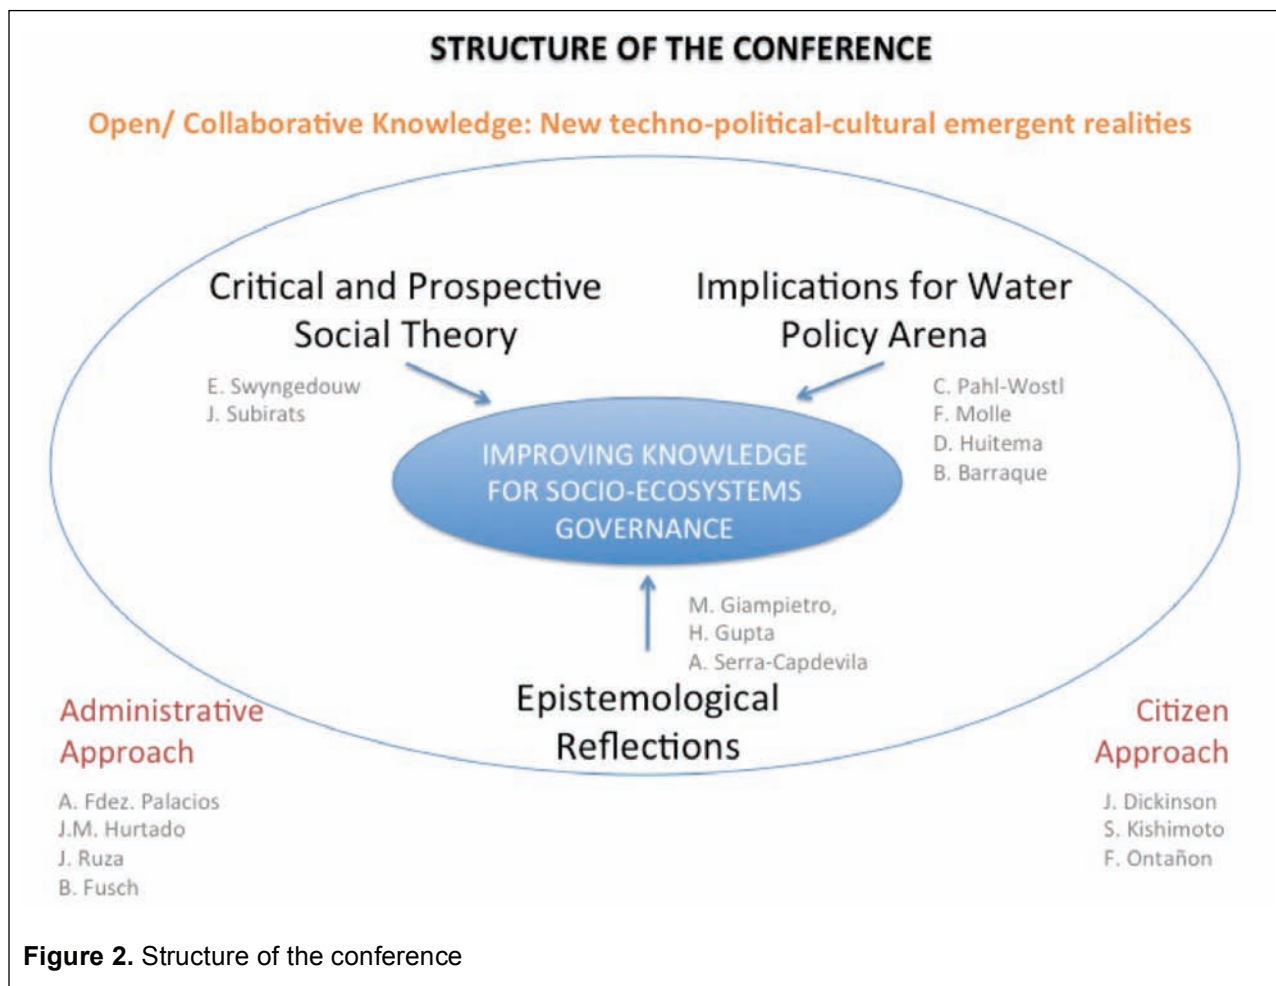 STRUCTURE OF THE CONFERENCE
Open/ Collaborative Knowledge: New techno-political-cultural emergent realities
Critical and Prospective
Social Theory
E. Swyngedouw
J. Subirats
Implications for Water
Policy Arena
C. Pahl-Wostl
F. Molle
D. Huitema
B. Barraque
IMPROVING KNOWLEDGE
FOR SOCIO-ECOSYSTEMS
GOVERNANCE
M. Giampietro,
H. Gupta
A. Serra-Capdevila
Epistemological
Reflections
Administrative
Approach
A. Fdez. Palacios
J.M. Hurtado
J. Ruza
B. Fusch
Citizen
Approach
J. Dickinson
S. Kishimoto
F. Ontañon
Figure 2. Structure of the conference